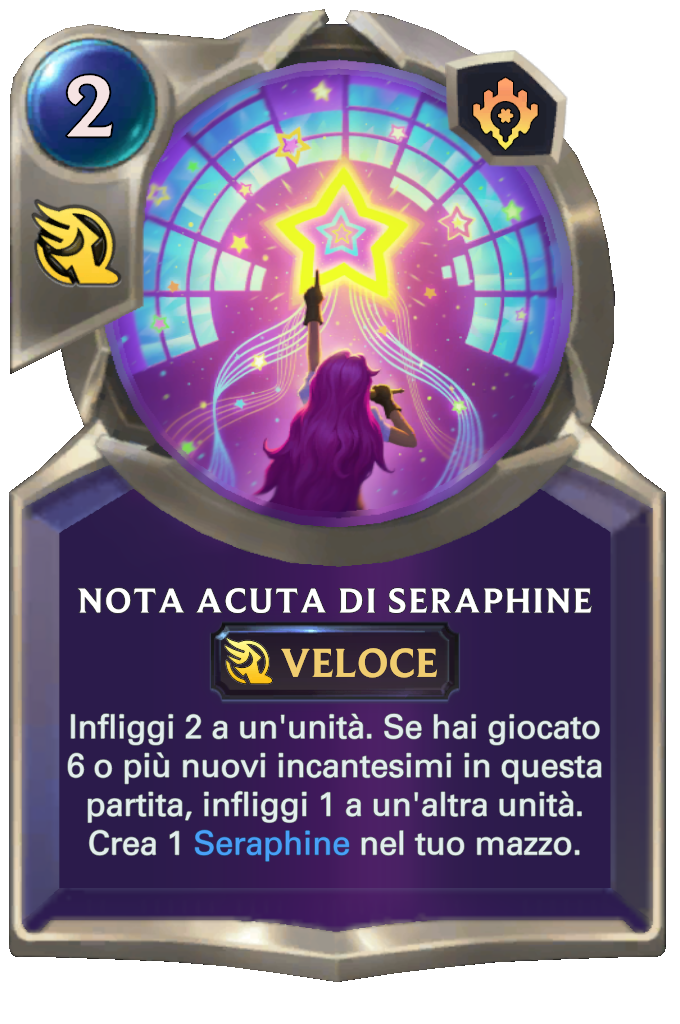 2
NOTA ACUTA DI SERAPHINE
VELOCE
Infliggi 2 a un'unità. Se hai giocato
6 o più nuovi incantesimi in questa
partita, infliggi 1 a un'altra unità.
Crea 1 Seraphine nel tuo mazzo.